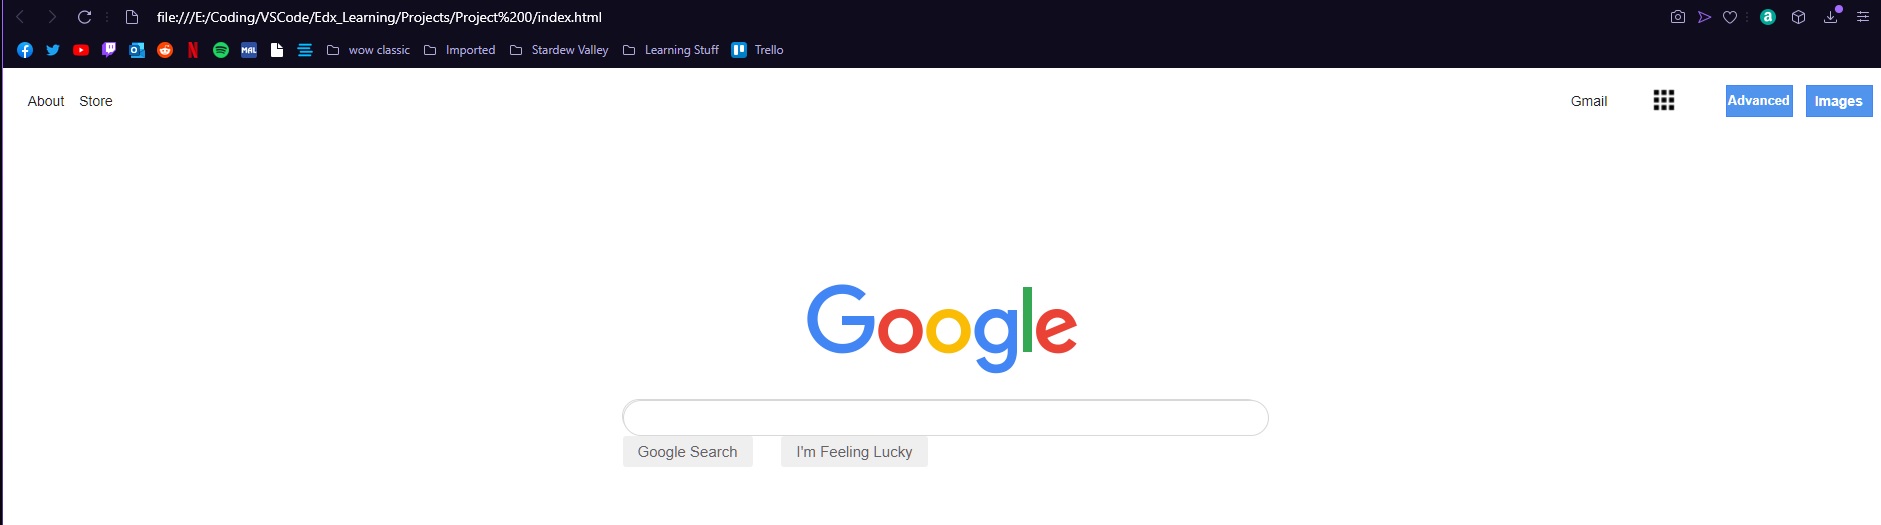 file:///E:/Coding/VSCode/Edx_Learning/Projects/Project%200/index.html
a
MAL wow classic Imported Stardew Valley Learning Stuff Trello
About Store Gmail Advanced Images
Google
Google Search I'm Feeling Lucky